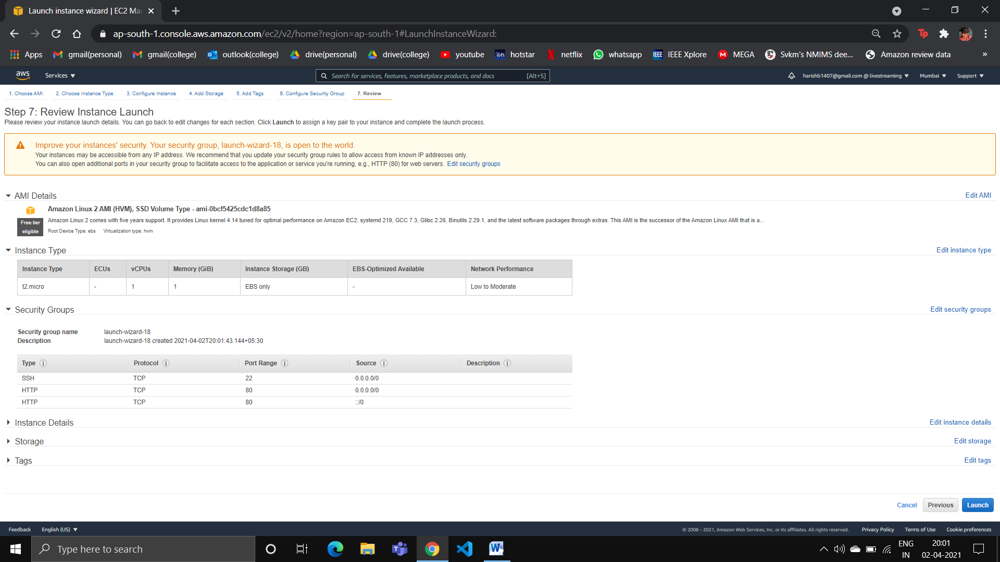 Launch instance wizard | EC2 Mar
ap-south-1.console.aws.amazon.com/ec2/v2/home?region=ap-south-1#LaunchInstanceWizard:
Apps gmail(personal) gmail(college) outlook(college) drive(personal) drive(college) youtube hotstar netflix whatsapp IEEE Xplore MEGA Svkm's NMIMS dee... Amazon review data »
aws Services Search for services, features, marketplace products, and docs [Alt+S] harishb1407@gmail.com @ livestreaming Mumbai Support
1. Choose AMI 2. Choose Instance Type 3. Configure Instance 4. Add Storage 5. Add Tags 6. Configure Security Group 7. Review
Step 7: Review Instance Launch
Please review your instance launch details. You can go back to edit changes for each section. Click Launch to assign a key pair to your instance and complete the launch process.
Improve your instances' security. Your security group, launch-wizard-18, is open to the world.
Your instances may be accessible from any IP address. We recommend that you update your security group rules to allow access from known IP addresses only.
You can also open additional ports in your security group to facilitate access to the application or service you're running, e.g., HTTP (80) for web servers. Edit security groups
AMI Details Edit AMI
Amazon Linux 2 AMI (HVM), SSD Volume Type - ami-0bcf5425cdc1d8a85
Free tier eligible
Amazon Linux 2 comes with five years support. It provides Linux kernel 4.14 tuned for optimal performance on Amazon EC2, systemd 219, GCC 7.3, Glibc 2.26, Binutils 2.29.1, and the latest software packages through extras. This AMI is the successor of the Amazon Linux AMI that is a...
Root Device Type: ebs Virtualization type: hvm
Instance Type Edit instance type
Instance Type ECUs vCPUs Memory (GiB) Instance Storage (GB) EBS-Optimized Available Network Performance
t2.micro - 1 1 EBS only - Low to Moderate
Security Groups Edit security groups
Security group name launch-wizard-18
Description launch-wizard-18 created 2021-04-02T20:01:43.144+05:30
Type Protocol Port Range Source Description
SSH TCP 22 0.0.0.0/0
HTTP TCP 80 0.0.0.0/0
HTTP TCP 80 ::/0
Instance Details Edit instance details
Storage Edit storage
Tags Edit tags
Cancel Previous Launch
Feedback English (US) © 2008 - 2021, Amazon Web Services, Inc. or its affiliates. All rights reserved. Privacy Policy Terms of Use Cookie preferences
Type here to search
ENG 20:01
IN 02-04-2021